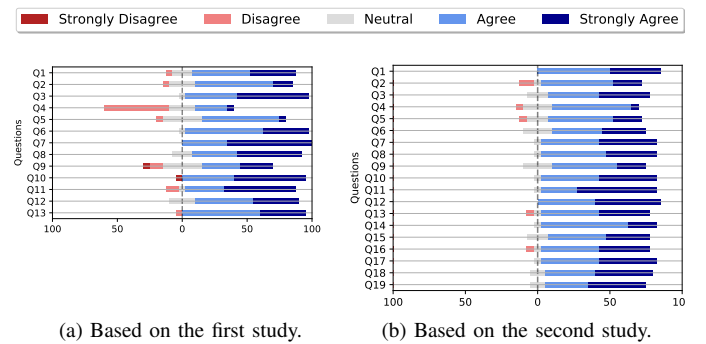 Strongly Disagree Disagree Neutral Agree Strongly Agree
Questions
Q1
Q2
Q3
Q4
Q5
Q6
Q7
Q8
Q9
Q10
Q11
Q12
Q13
100 50 0 50 100
Questions
Q1
Q2
Q3
Q4
Q5
Q6
Q7
Q8
Q9
Q10
Q11
Q12
Q13
Q14
Q15
Q16
Q17
Q18
Q19
100 50 0 50 10
(a) Based on the first study.
(b) Based on the second study.